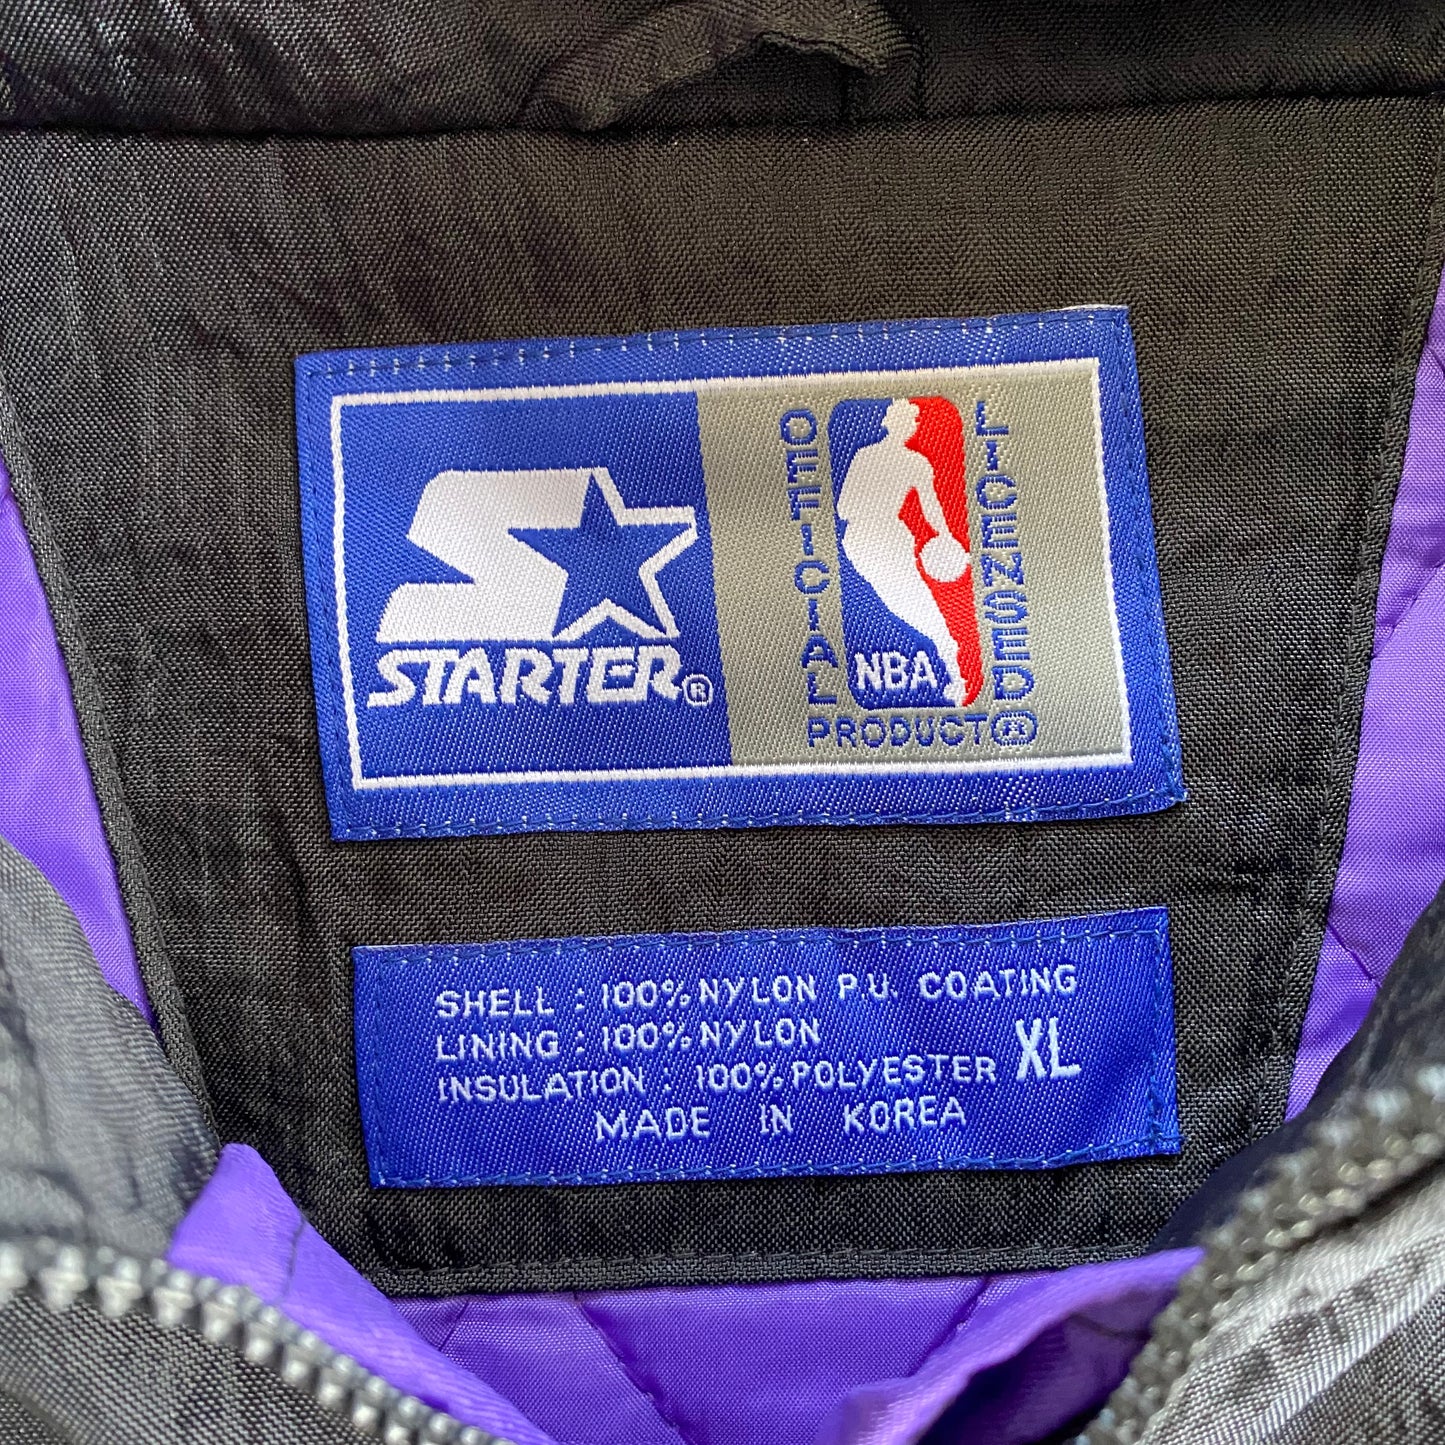 STARTER®
OFFICIAL
LICENSED
NBA
PRODUCT®
SHELL : 100% NYLON P.U. COATING
LINING : 100% NYLON
INSULATION : 100% POLYESTER XL
MADE IN KOREA